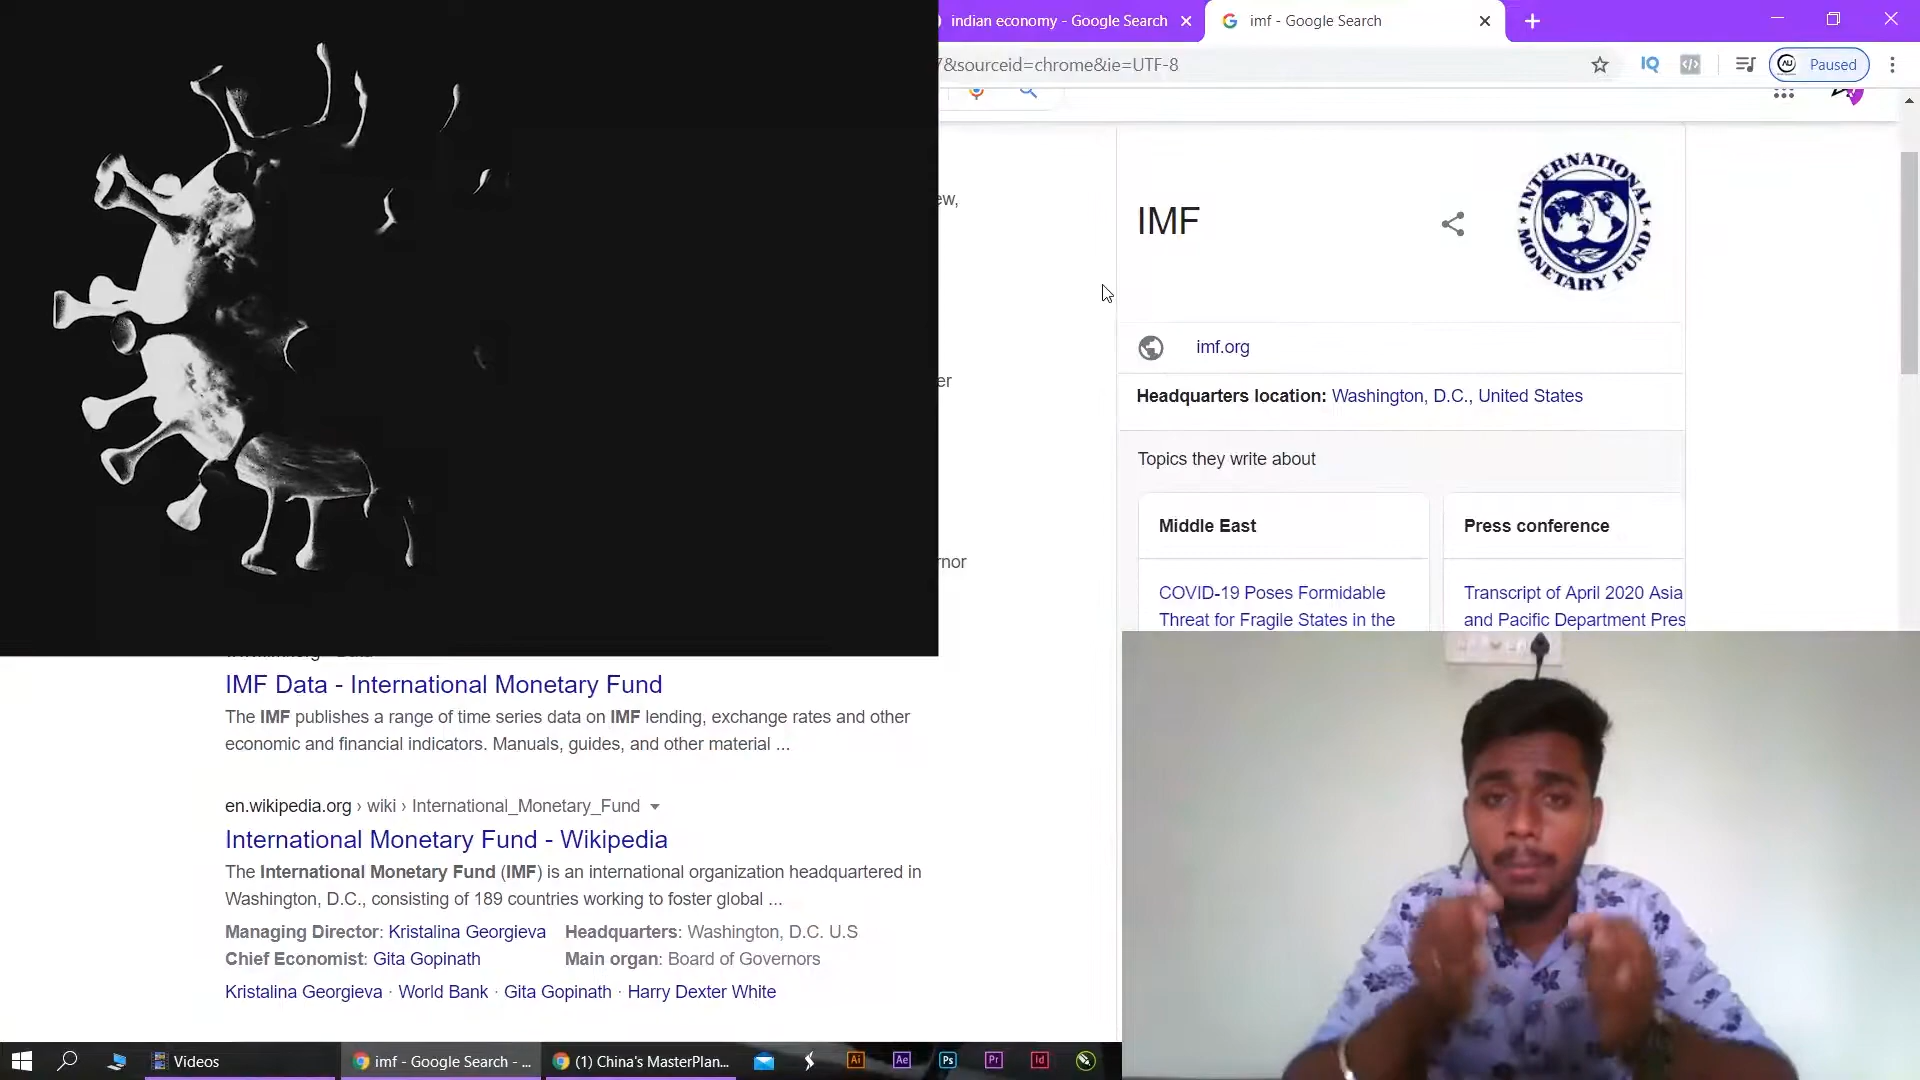 indian economy - Google Search
imf - Google Search
7&sourceid=chrome&ie=UTF-8
IQ
Paused
ew,
er
rnor
IMF
INTERNATIONAL MONETARY FUND
imf.org
Headquarters location: Washington, D.C., United States
Topics they write about
Middle East
Press conference
COVID-19 Poses Formidable
Threat for Fragile States in the
Transcript of April 2020 Asia
and Pacific Department Pres
IMF Data - International Monetary Fund
The IMF publishes a range of time series data on IMF lending, exchange rates and other
economic and financial indicators. Manuals, guides, and other material ...
en.wikipedia.org › wiki › International_Monetary_Fund
International Monetary Fund - Wikipedia
The International Monetary Fund (IMF) is an international organization headquartered in
Washington, D.C., consisting of 189 countries working to foster global ...
Managing Director: Kristalina Georgieva Headquarters: Washington, D.C. U.S
Chief Economist: Gita Gopinath Main organ: Board of Governors
Kristalina Georgieva · World Bank · Gita Gopinath · Harry Dexter White
Videos
imf - Google Search - ...
(1) China's MasterPlan...
Ai
Ae
Ps
Pr
Id